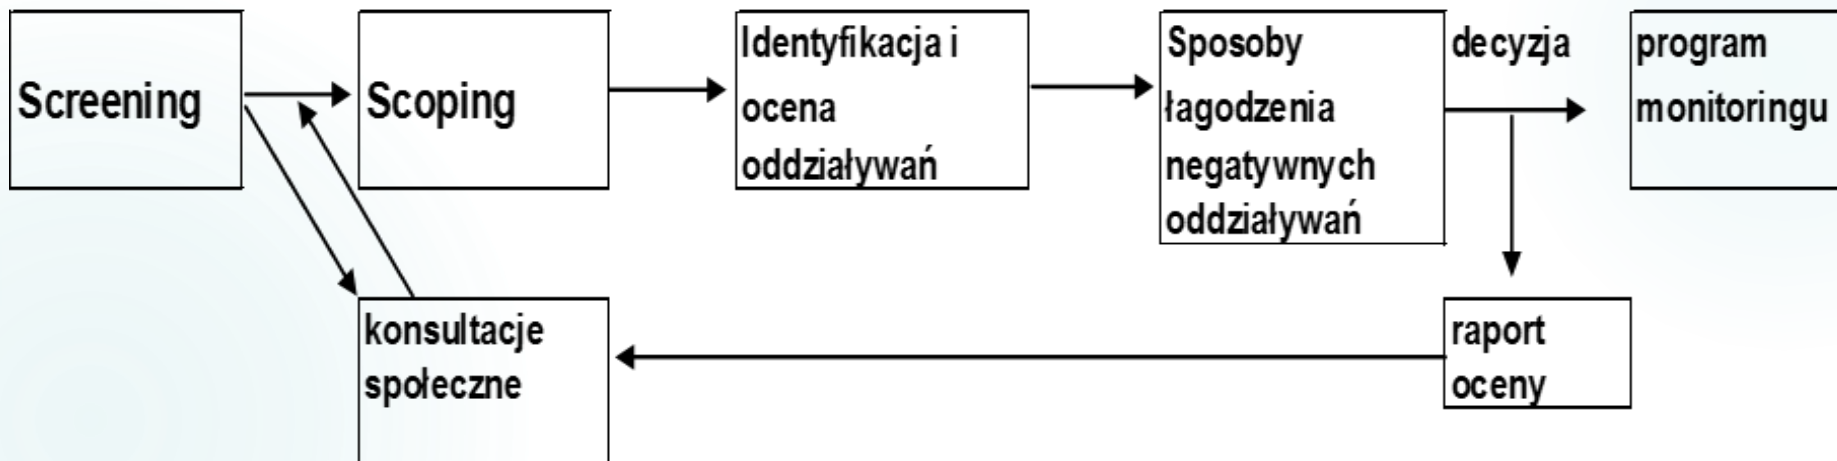 Screening
Scoping
Identyfikacja i
ocena
oddziaływań
Sposoby
łagodzenia
negatywnych
oddziaływań
decyzja
program
monitoringu
konsultacje
społeczne
raport
oceny